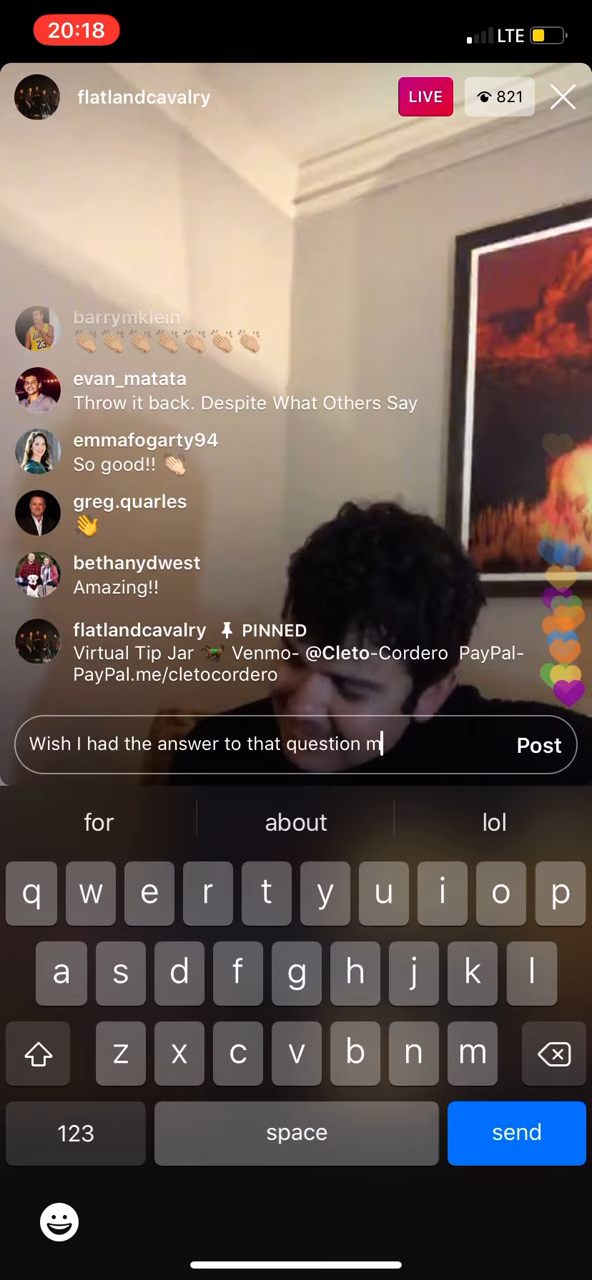 20:18
LTE
flatlandcavalry
LIVE
821
barrymklein
👏🏼👏🏼👏🏼👏🏼👏🏼👏🏼👏🏼
evan_matata
Throw it back. Despite What Others Say
emmafogarty94
So good!! 👏🏻
greg.quarles
👋
bethanydwest
Amazing!!
flatlandcavalry PINNED
Virtual Tip Jar 🐎 Venmo- @Cleto-Cordero PayPal-
PayPal.me/cletocordero
Wish I had the answer to that question m
Post
for about lol
q w e r t y u i o p
a s d f g h j k l
z x c v b n m
123 space send